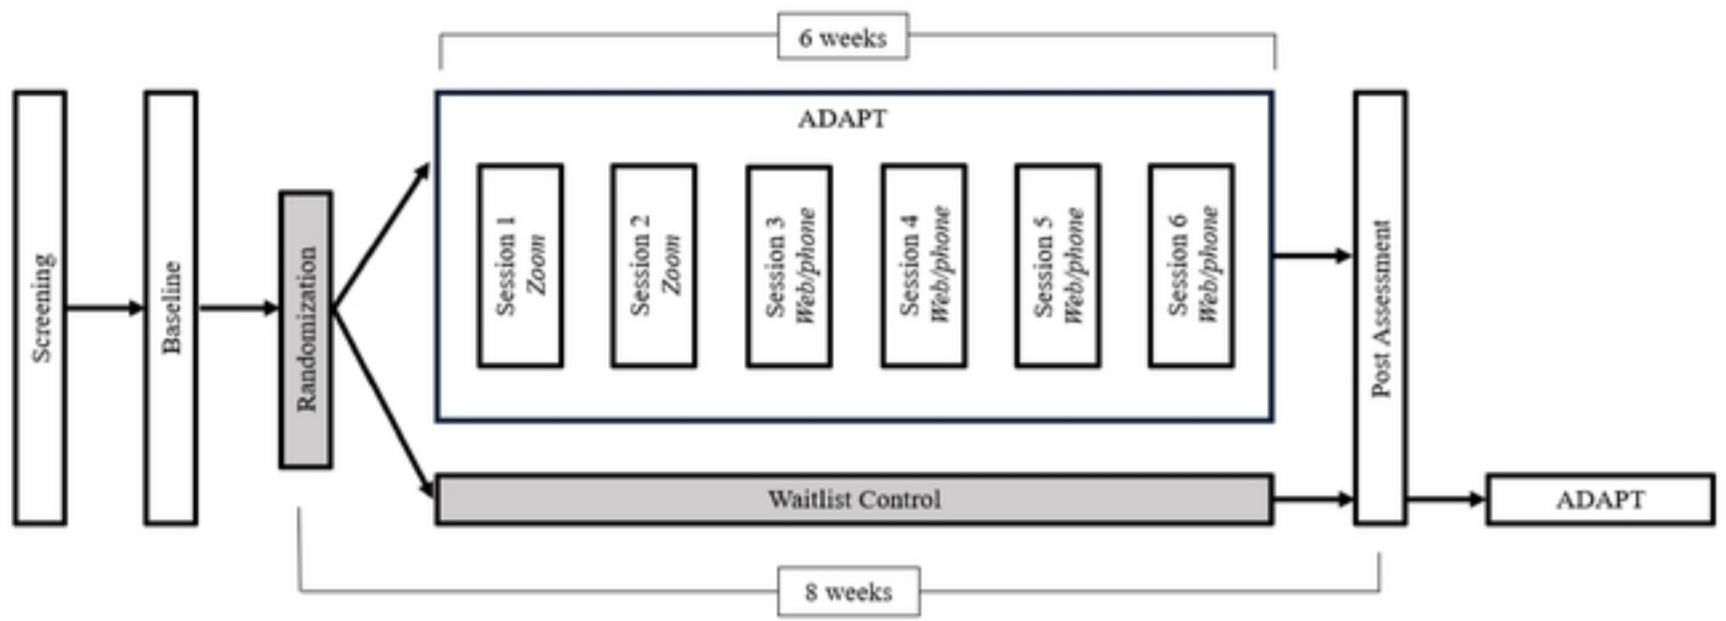 6 weeks
Screening
Baseline
Randomization
ADAPT
Session 1
Zoom
Session 2
Zoom
Session 3
Web/phone
Session 4
Web/phone
Session 5
Web/phone
Session 6
Web/phone
Waitlist Control
Post Assessment
ADAPT
8 weeks